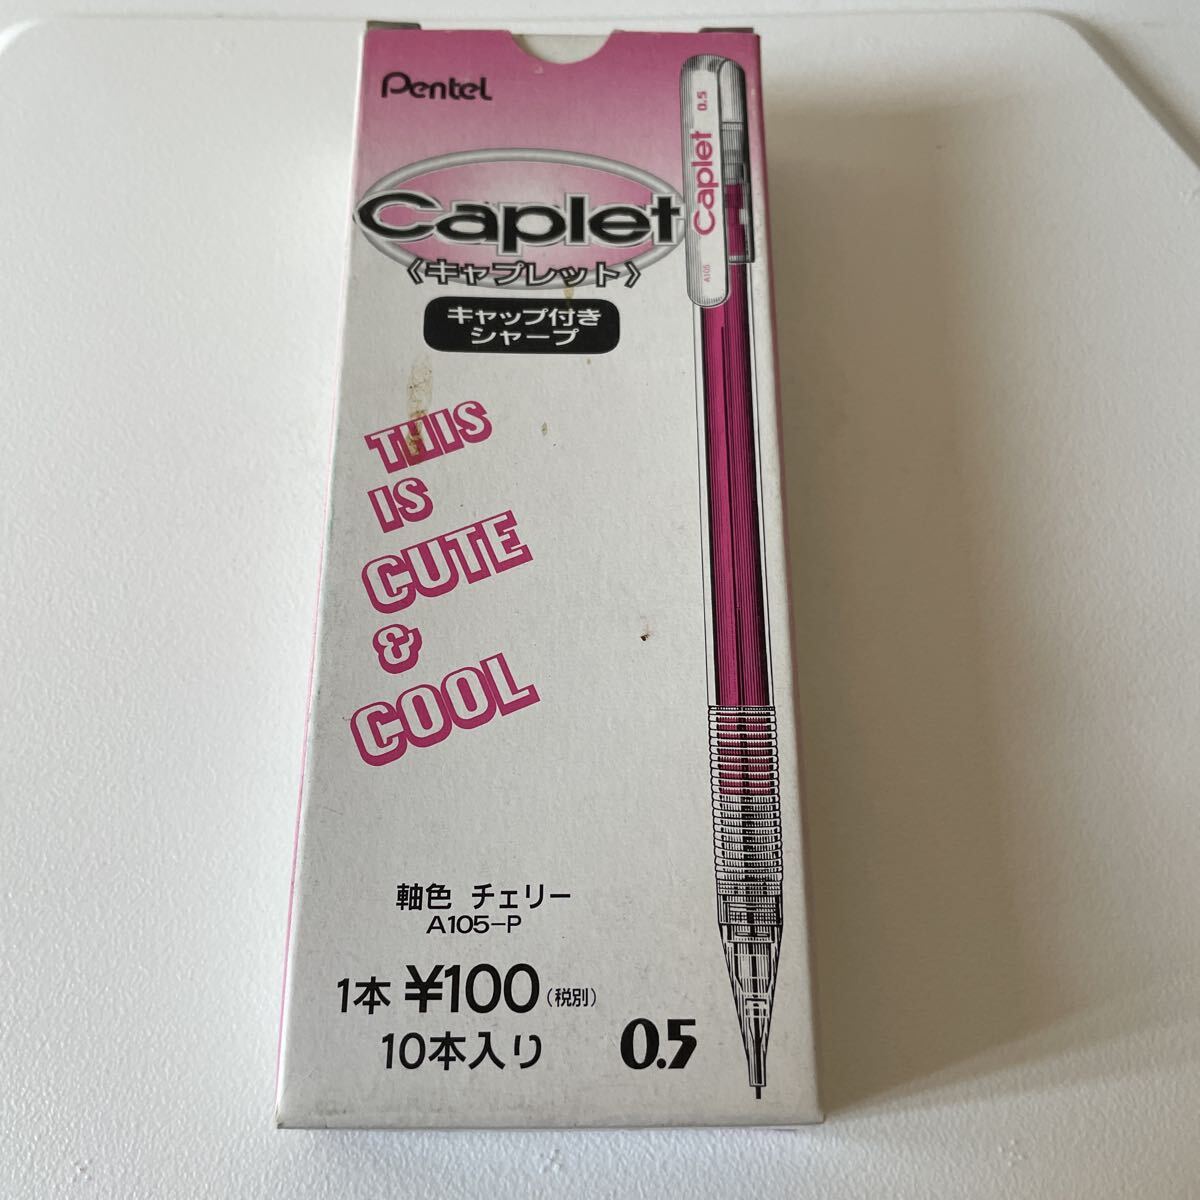 Pentel
Caplet
〈キャプレット〉
キャップ付き
シャープ
THIS
IS
CUTE
&
COOL
軸色 チェリー
A105-P
1本 ¥100(税別)
10本入り 0.5
A105 Caplet 0.5